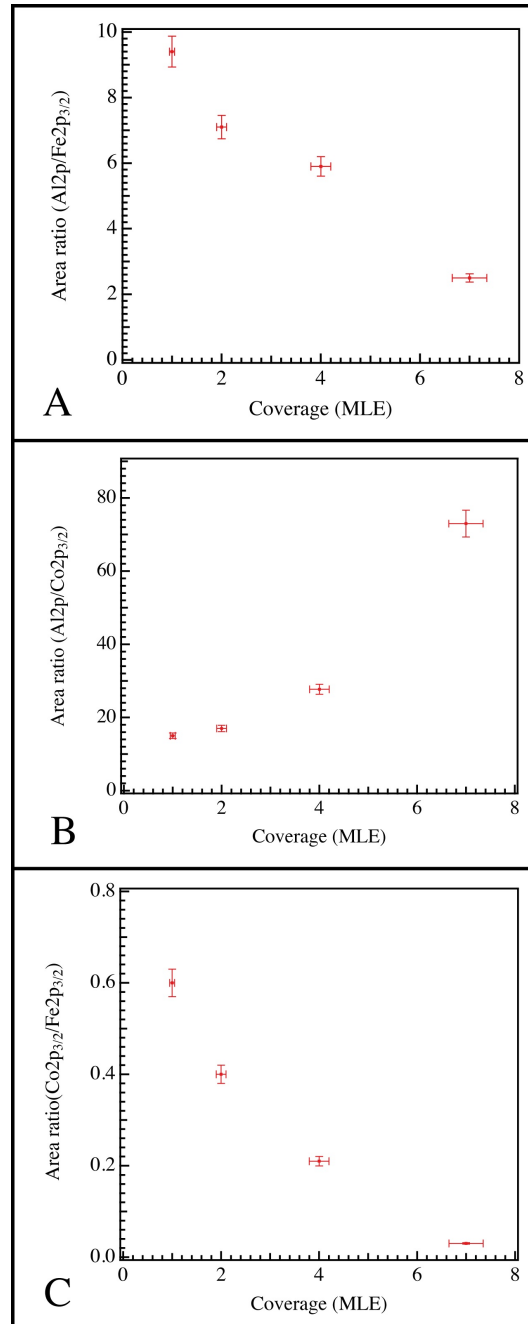 10
8
6
4
2
0
Area ratio (Al2p/Fe2p3/2)
0 2 4 6 8
Coverage (MLE)
A
80
60
40
20
0
Area ratio (Al2p/Co2p3/2)
0 2 4 6 8
Coverage (MLE)
B
0.8
0.6
0.4
0.2
0.0
Area ratio(Co2p3/2/Fe2p3/2)
0 2 4 6 8
Coverage (MLE)
C